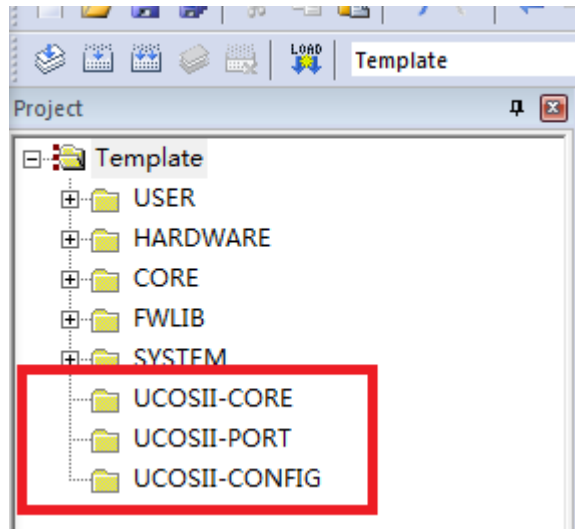 LOAD
Template
Project
Template
USER
HARDWARE
CORE
FWLIB
SYSTEM
UCOSII-CORE
UCOSII-PORT
UCOSII-CONFIG